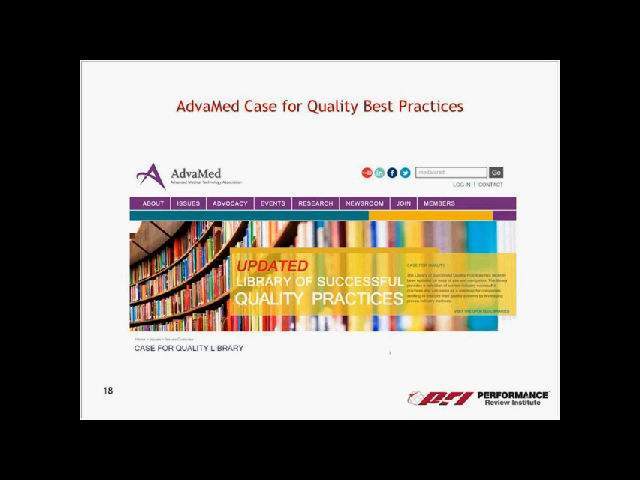 AdvaMed Case for Quality Best Practices
AdvaMed
Advanced Medical Technology Association
Go
LOG IN | CONTACT
ABOUT | ISSUES | ADVOCACY | EVENTS | RESEARCH | NEWSROOM | JOIN | MEMBERS
UPDATED
LIBRARY OF SUCCESSFUL
QUALITY PRACTICES
CASE FOR QUALITY
CASE FOR QUALITY LIBRARY
18
PRI PERFORMANCE
Review Institute